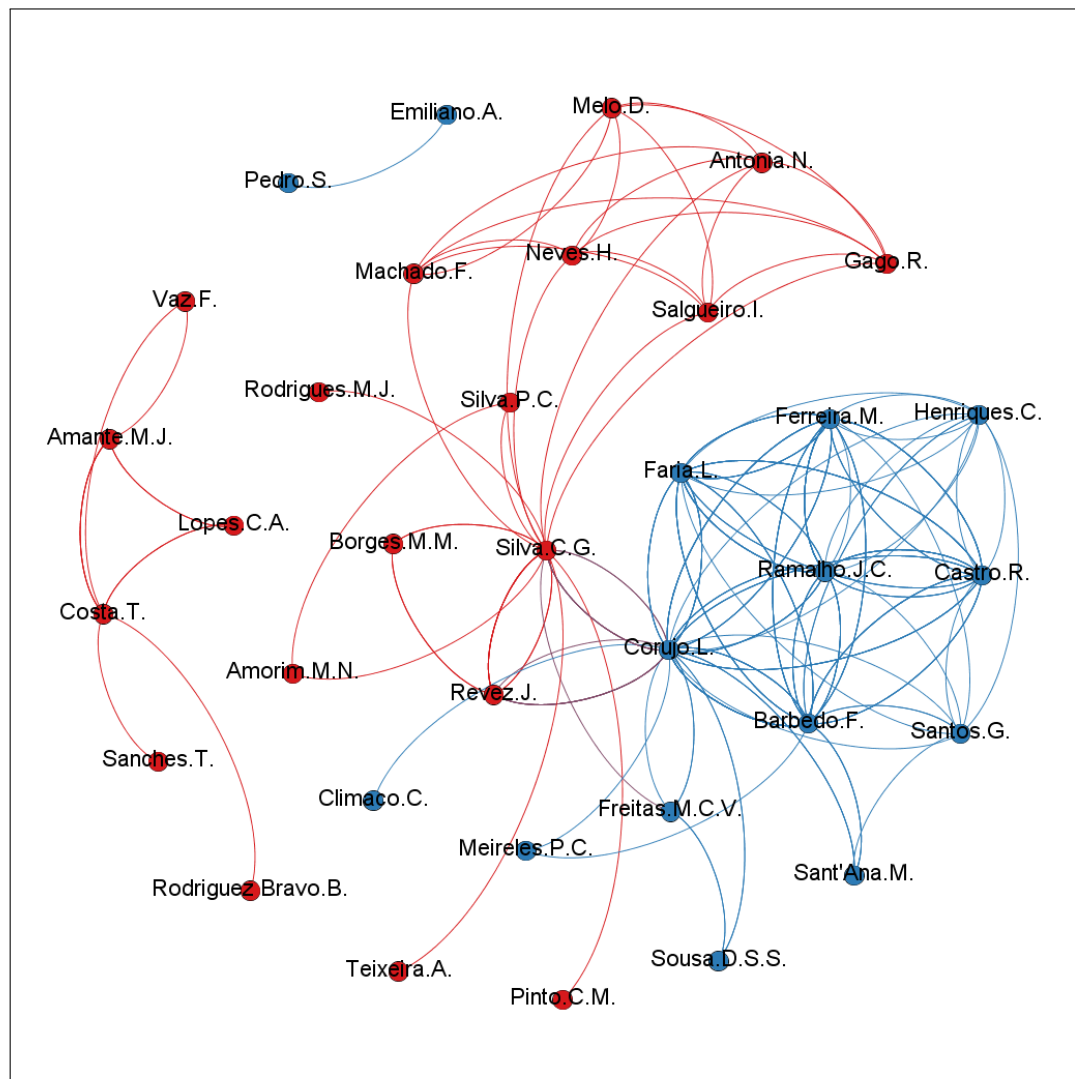 Melo.D.
Emiliano.A.
Antonia.N.
Pedro.S.
Neves.H.
Gago.R.
Machado.F.
Vaz.F.
Salgueiro.I.
Rodrigues.M.J.
Silva.P.C.
Henriques.C.
Ferreira.M.
Amante.M.J.
Faria.L.
Lopes.C.A.
Borges.M.M.
Silva.C.G.
Ramalho.J.C.
Castro.R.
Costa.T.
Corujo.L.
Amorim.M.N.
Revez.J.
Barbedo.F.
Santos.G.
Sanches.T.
Climaco.C.
Freitas.M.C.V.
Meireles.P.C.
Sant'Ana.M.
Rodriguez Bravo.B.
Sousa.D.S.S.
Teixeira.A.
Pinto.C.M.